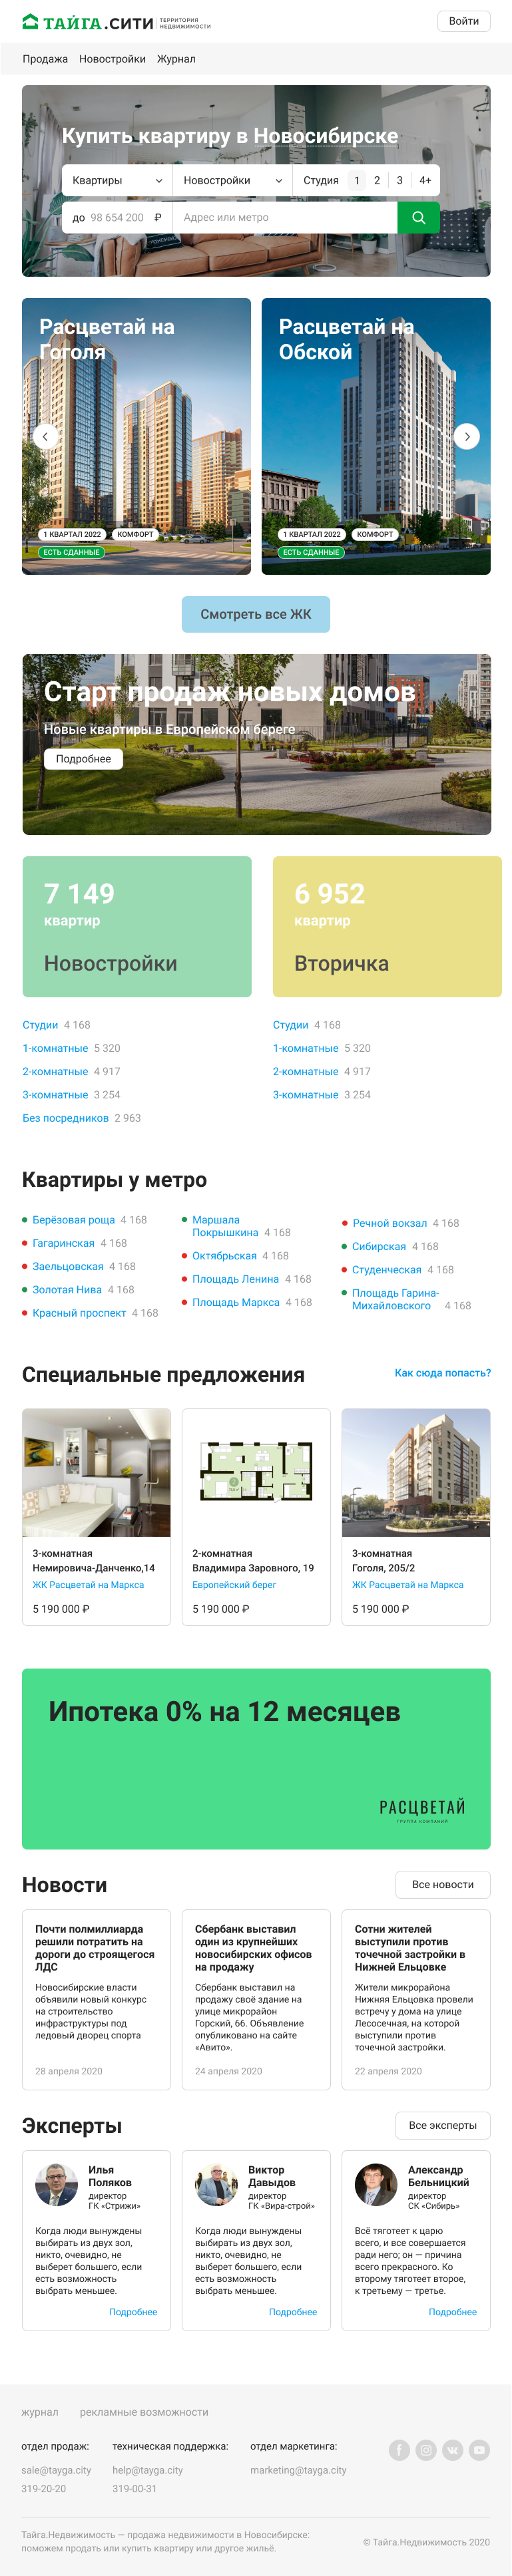 ТАЙГА.СИТИ ТЕРРИТОРИЯ НЕДВИЖИМОСТИ
Войти
Продажа Новостройки Журнал
Купить квартиру в Новосибирске
Квартиры Новостройки Студия 1 2 3 4+
до 98 654 200 ₽ Адрес или метро
Расцветай на
Гоголя
1 КВАРТАЛ 2022 КОМФОРТ
ЕСТЬ СДАННЫЕ
Расцветай на
Обской
1 КВАРТАЛ 2022 КОМФОРТ
ЕСТЬ СДАННЫЕ
Смотреть все ЖК
Старт продаж новых домов
Новые квартиры в Европейском береге
Подробнее
7 149
квартир
Новостройки
6 952
квартир
Вторичка
Студии 4 168
1-комнатные 5 320
2-комнатные 4 917
3-комнатные 3 254
Без посредников 2 963
Студии 4 168
1-комнатные 5 320
2-комнатные 4 917
3-комнатные 3 254
Квартиры у метро
Берёзовая роща 4 168
Гагаринская 4 168
Заельцовская 4 168
Золотая Нива 4 168
Красный проспект 4 168
Маршала
Покрышкина 4 168
Октябрьская 4 168
Площадь Ленина 4 168
Площадь Маркса 4 168
Речной вокзал 4 168
Сибирская 4 168
Студенческая 4 168
Площадь Гарина-
Михайловского 4 168
Специальные предложения
Как сюда попасть?
3-комнатная
Немировича-Данченко,14
ЖК Расцветай на Маркса
5 190 000 ₽
2-комнатная
Владимира Заровного, 19
Европейский берег
5 190 000 ₽
3-комнатная
Гоголя, 205/2
ЖК Расцветай на Маркса
5 190 000 ₽
Ипотека 0% на 12 месяцев
РАСЦВЕТАЙ
ГРУППА КОМПАНИЙ
Новости
Все новости
Почти полмиллиарда
решили потратить на
дороги до строящегося
ЛДС
Новосибирские власти
объявили новый конкурс
на строительство
инфраструктуры под
ледовый дворец спорта
28 апреля 2020
Сбербанк выставил
один из крупнейших
новосибирских офисов
на продажу
Сбербанк выставил на
продажу своё здание на
улице микрорайон
Горский, 66. Объявление
опубликовано на сайте
«Авито».
24 апреля 2020
Сотни жителей
выступили против
точечной застройки в
Нижней Ельцовке
Жители микрорайона
Нижняя Ельцовка провели
встречу у дома на улице
Лесосечная, на которой
выступили против
точечной застройки.
22 апреля 2020
Эксперты
Все эксперты
Илья
Поляков
директор
ГК «Стрижи»
Когда люди вынуждены
выбирать из двух зол,
никто, очевидно, не
выберет большего, если
есть возможность
выбрать меньшее.
Подробнее
Виктор
Давыдов
директор
ГК «Вира-строй»
Когда люди вынуждены
выбирать из двух зол,
никто, очевидно, не
выберет большего, если
есть возможность
выбрать меньшее.
Подробнее
Александр
Бельницкий
директор
СК «Сибирь»
Всё тяготеет к царю
всего, и все совершается
ради него; он — причина
всего прекрасного. Ко
второму тяготеет второе,
к третьему — третье.
Подробнее
журнал рекламные возможности
отдел продаж: техническая поддержка: отдел маркетинга:
sale@tayga.city help@tayga.city marketing@tayga.city
319-20-20 319-00-31
Тайга.Недвижимость — продажа недвижимости в Новосибирске:
поможем продать или купить квартиру или другое жильё.
© Тайга.Недвижимость 2020